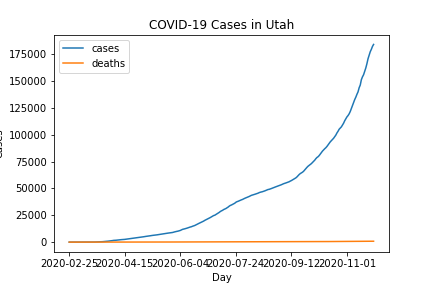 COVID-19 Cases in Utah
cases
deaths
175000
150000
125000
100000
75000
50000
25000
0
cases
2020-02-25 2020-04-15 2020-06-04 2020-07-24 2020-09-12 2020-11-01
Day